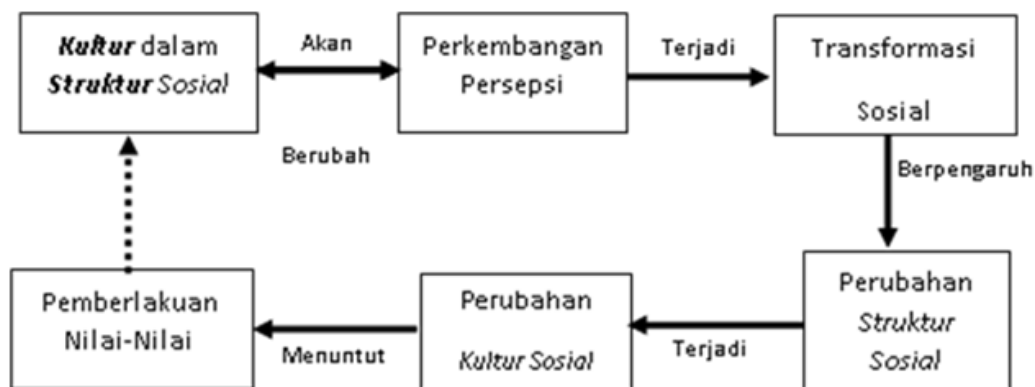 Kultur dalam
Struktur Sosial
Akan
Berubah
Perkembangan
Persepsi
Terjadi
Transformasi
Sosial
Berpengaruh
Perubahan
Struktur
Sosial
Terjadi
Perubahan
Kultur Sosial
Menuntut
Pemberlakuan
Nilai-Nilai